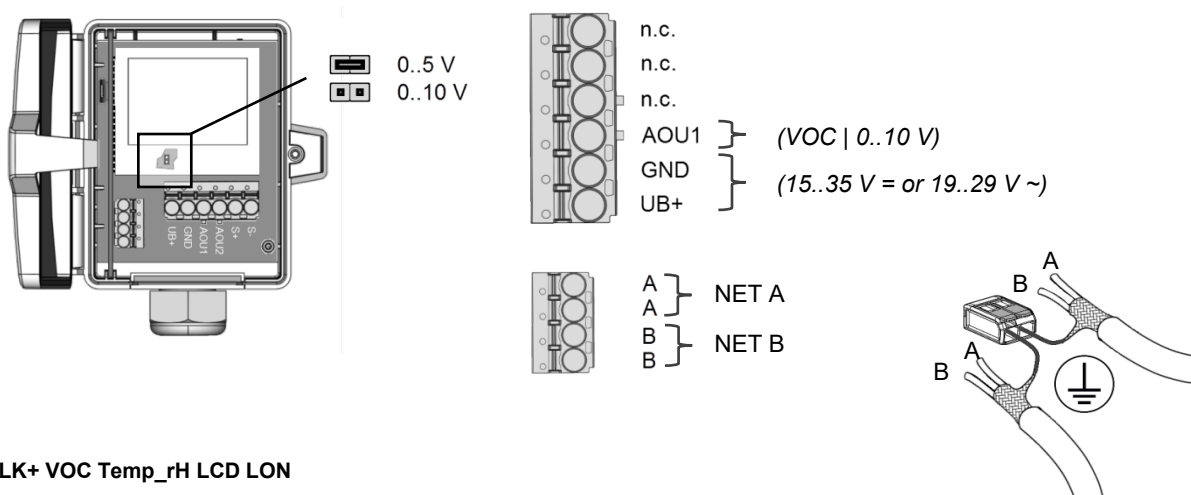 0..5 V
0..10 V
UB+
GND
AOU1
AOU2
S+
S-
n.c.
n.c.
n.c.
AOU1 (VOC | 0..10 V)
GND
UB+
(15..35 V = or 19..29 V ~)
A
A
NET A
B
B
NET B
A
B
A
B
LK+ VOC Temp_rH LCD LON